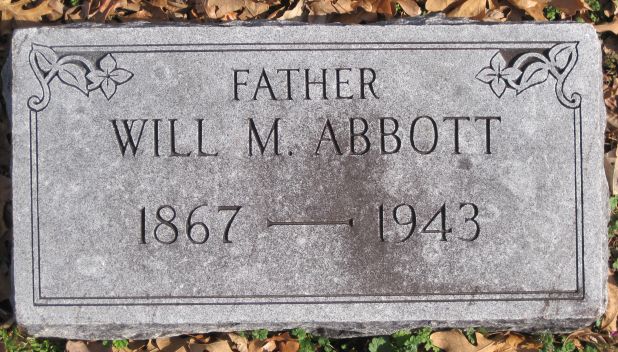 FATHER
WILL M. ABBOTT
1867 — 1943